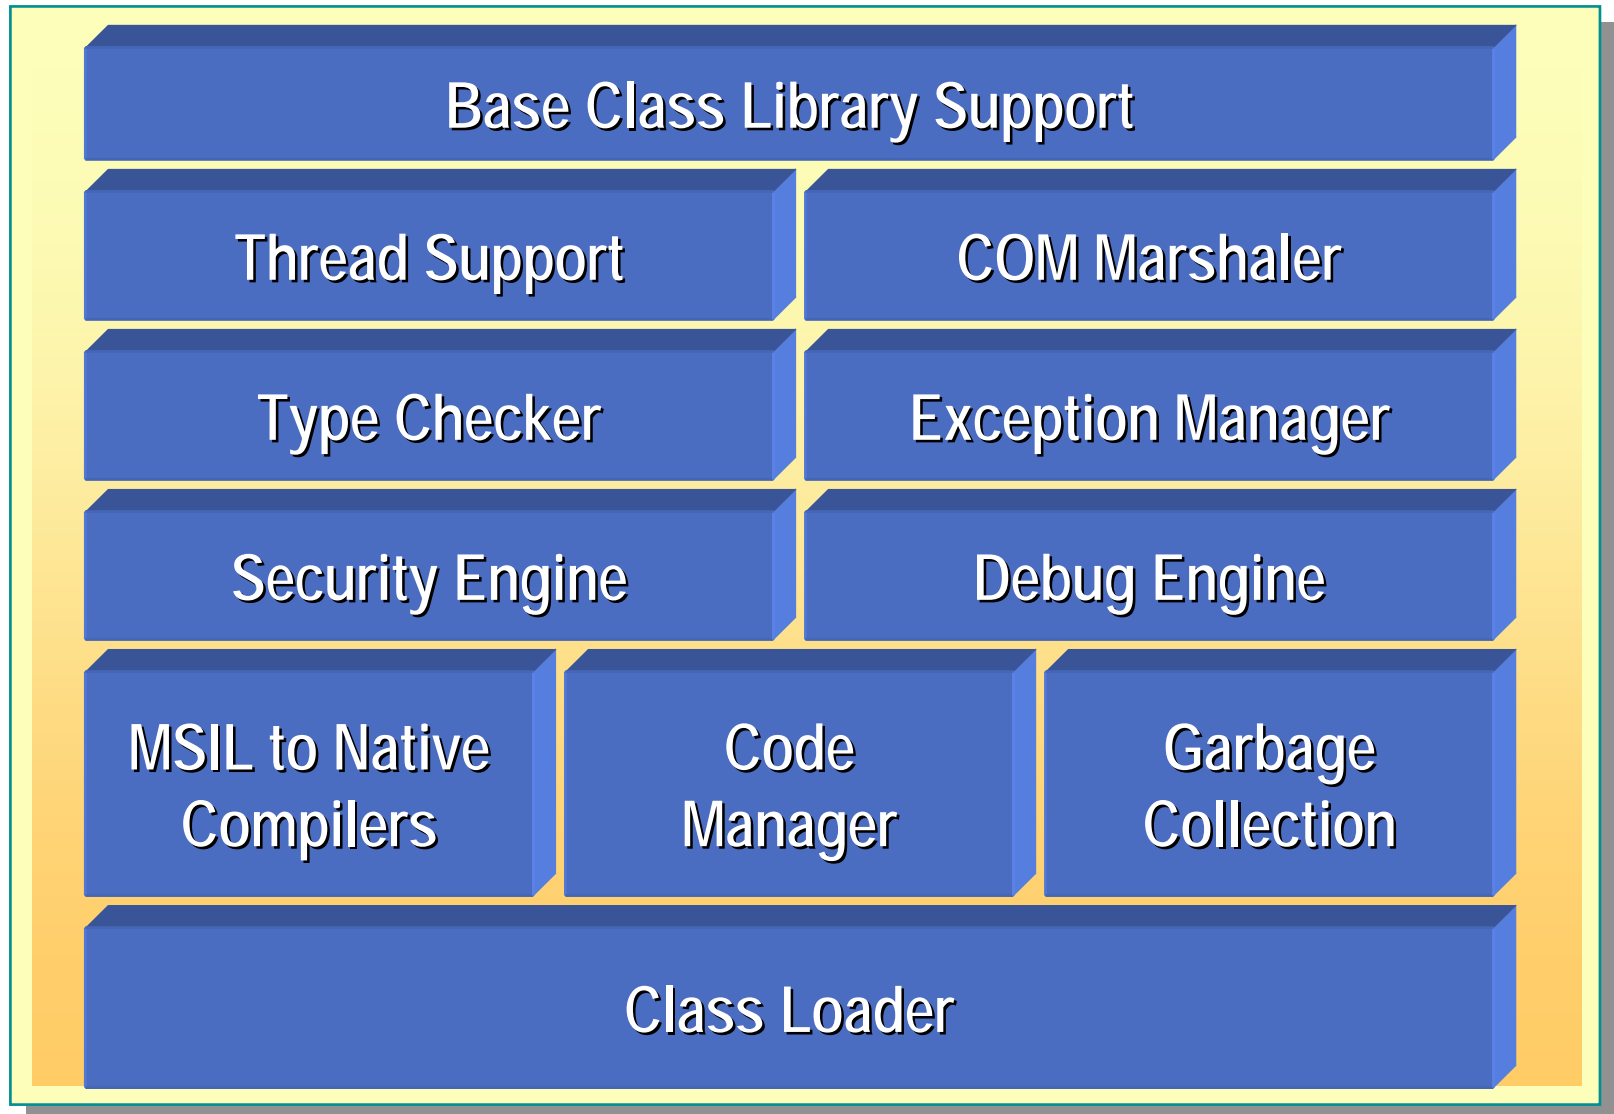 Base Class Library Support
Thread Support
COM Marshaler
Type Checker
Exception Manager
Security Engine
Debug Engine
MSIL to Native
Compilers
Code
Manager
Garbage
Collection
Class Loader